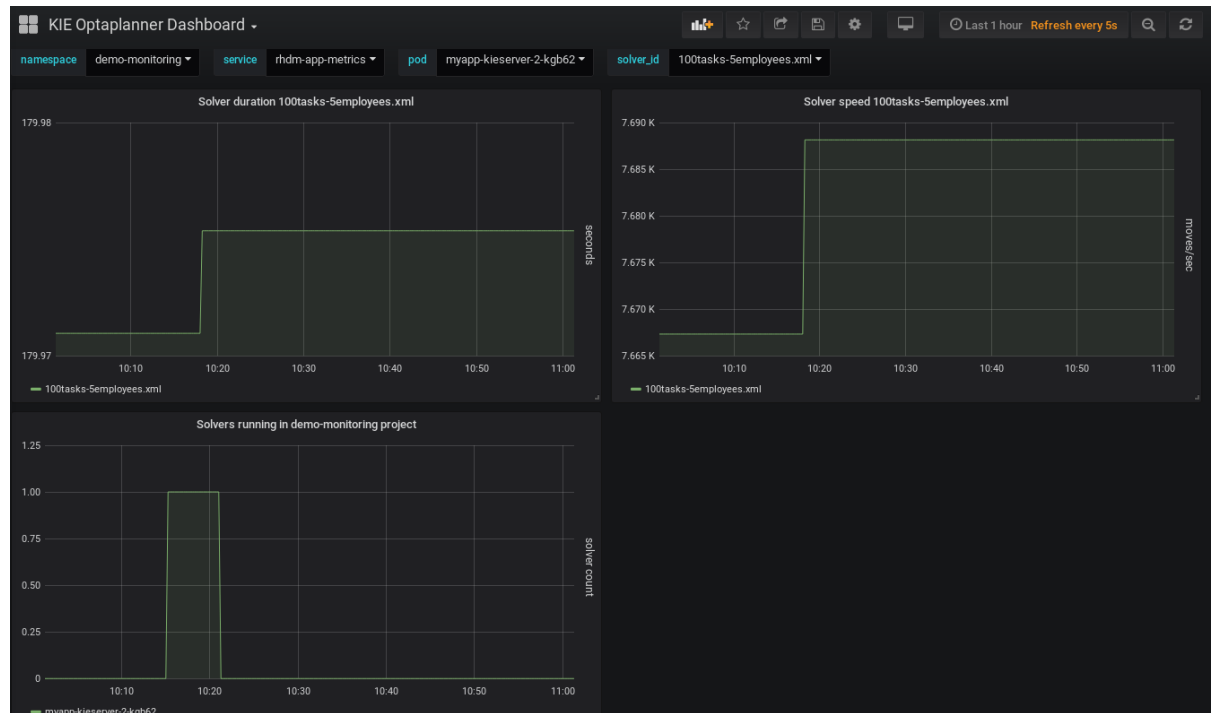 KIE Optaplanner Dashboard
Last 1 hour Refresh every 5s
namespace demo-monitoring service rhdm-app-metrics pod myapp-kieserver-2-kgb62 solver_id 100tasks-5employees.xml
Solver duration 100tasks-5employees.xml
179.98
179.97
seconds
10:10 10:20 10:30 10:40 10:50 11:00
100tasks-5employees.xml
Solver speed 100tasks-5employees.xml
7.690 K
7.685 K
7.680 K
7.675 K
7.670 K
7.665 K
moves/sec
10:10 10:20 10:30 10:40 10:50 11:00
100tasks-5employees.xml
Solvers running in demo-monitoring project
1.25
1.00
0.75
0.50
0.25
0
solver count
10:10 10:20 10:30 10:40 10:50 11:00
myapp-kieserver-2-kgb62